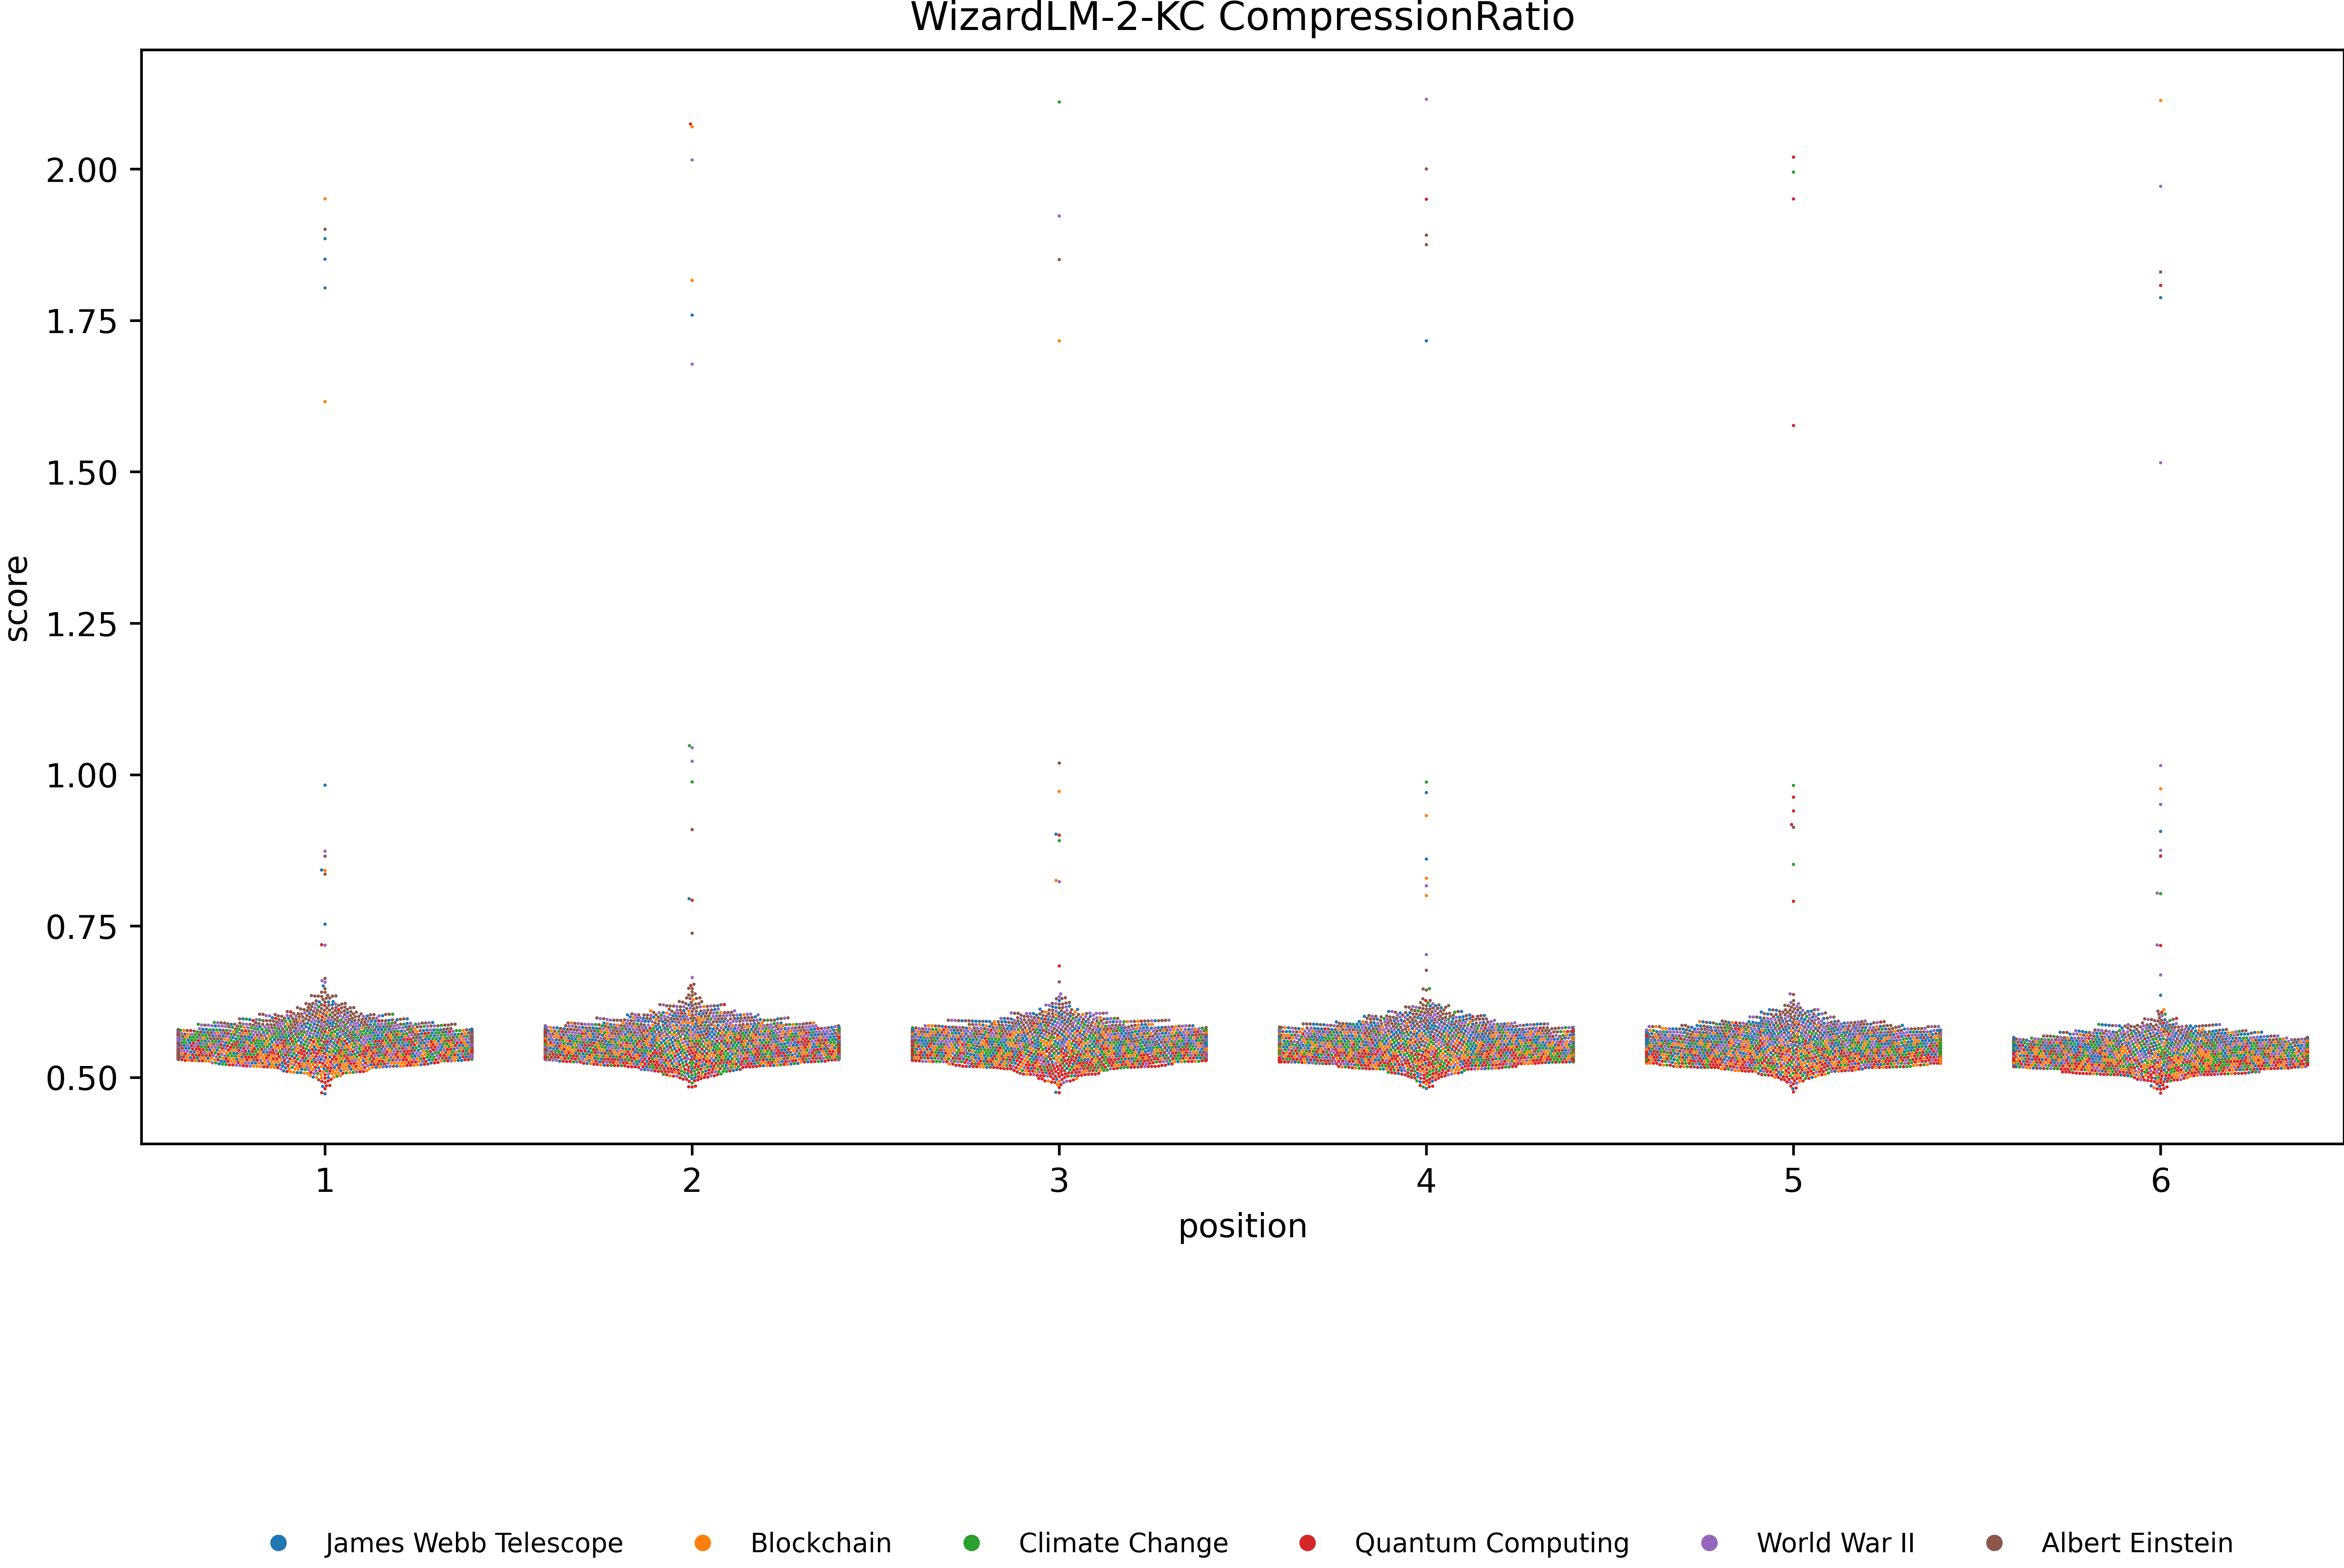 WizardLM-2-KC CompressionRatio
score
2.00
1.75
1.50
1.25
1.00
0.75
0.50
1 2 3 4 5 6
position
James Webb Telescope Blockchain Climate Change Quantum Computing World War II Albert Einstein